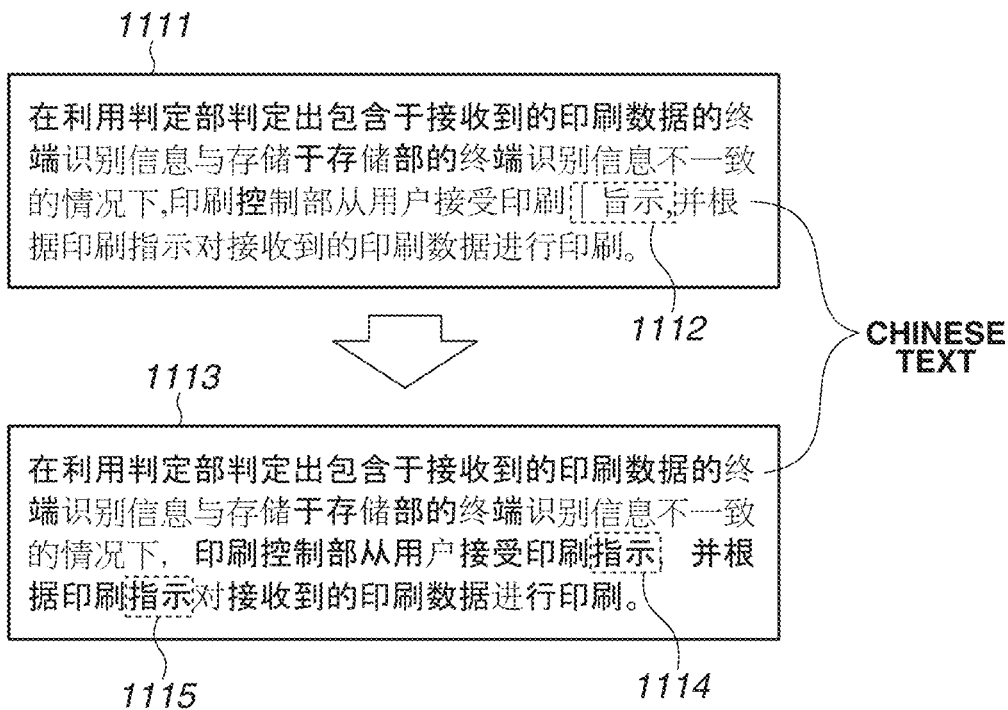 1111
在利用判定部判定出包含于接收到的印刷数据的终
端识别信息与存储于存储部的终端识别信息不一致
的情况下,印刷控制部从用户接受印刷 旨示,并根
据印刷指示对接收到的印刷数据进行印刷。
1112
CHINESE
TEXT
1113
在利用判定部判定出包含于接收到的印刷数据的终
端识别信息与存储于存储部的终端识别信息不一致
的情况下, 印刷控制部从用户接受印刷指示 并根
据印刷指示对接收到的印刷数据进行印刷。
1115
1114